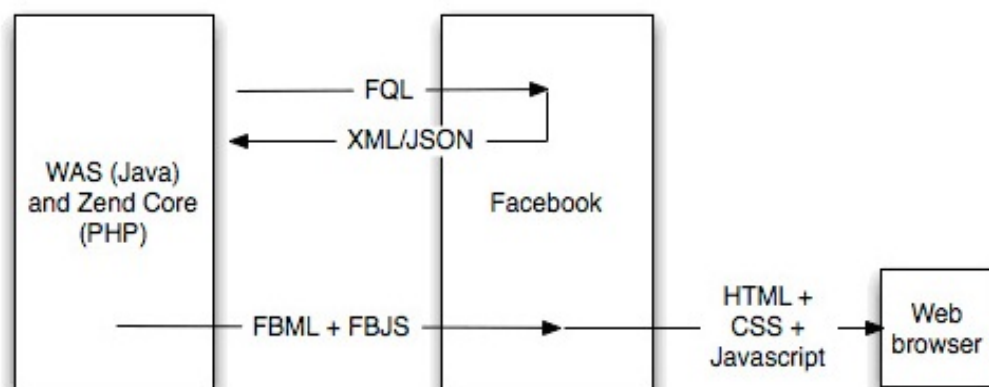 FQL
XML/JSON
WAS (Java)
and Zend Core
(PHP)
Facebook
FBML + FBJS
HTML +
CSS +
Javascript
Web
browser